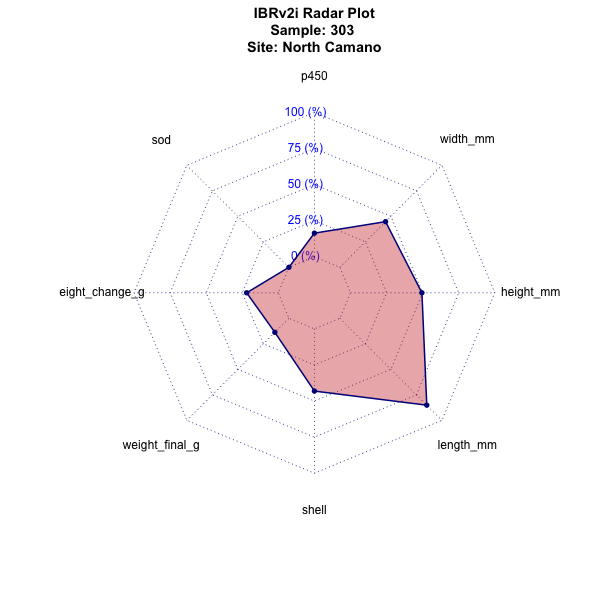 IBRv2i Radar Plot
Sample: 303
Site: North Camano
p450
100 (%)
sod
width_mm
75 (%)
50 (%)
25 (%)
0 (%)
eight_change_g
height_mm
weight_final_g
length_mm
shell